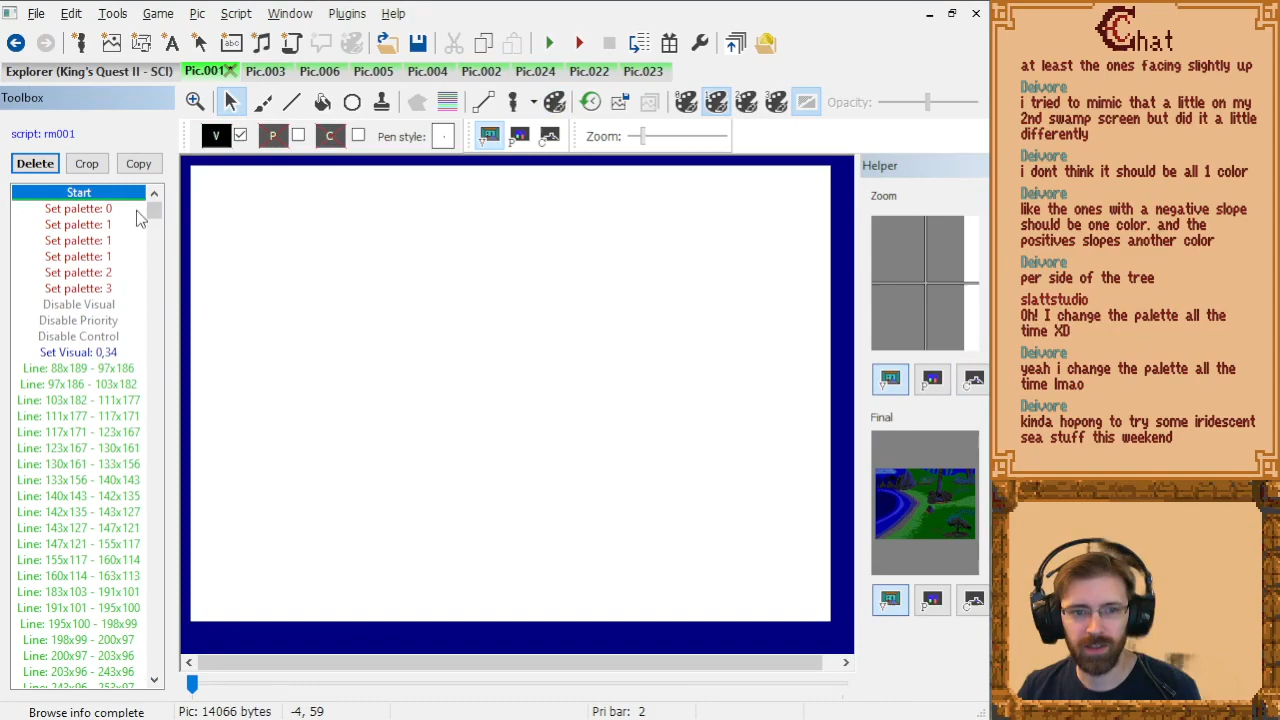 File Edit Tools Game Pic Script Window Plugins Help
Explorer (King's Quest II - SCI) Pic.001 Pic.003 Pic.006 Pic.005 Pic.004 Pic.002 Pic.024 Pic.022 Pic.023
Toolbox
Opacity:
script: rm001
V P C Pen style: Zoom:
Delete Crop Copy
Start
Set palette: 0
Set palette: 1
Set palette: 1
Set palette: 1
Set palette: 2
Set palette: 3
Disable Visual
Disable Priority
Disable Control
Set Visual: 0,34
Line: 88x189 - 97x186
Line: 97x186 - 103x182
Line: 103x182 - 111x177
Line: 111x177 - 117x171
Line: 117x171 - 123x167
Line: 123x167 - 130x161
Line: 130x161 - 133x156
Line: 133x156 - 140x143
Line: 140x143 - 142x135
Line: 142x135 - 143x127
Line: 143x127 - 147x121
Line: 147x121 - 155x117
Line: 155x117 - 160x114
Line: 160x114 - 163x113
Line: 183x103 - 191x101
Line: 191x101 - 195x100
Line: 195x100 - 198x99
Line: 198x99 - 200x97
Line: 200x97 - 203x96
Line: 203x96 - 243x96
Line: 243x96 - 253x97
Helper
Zoom
V P C
Final
V P C
Browse info complete Pic: 14066 bytes -4, 59 Pri bar: 2
Chat
at least the ones facing slightly up
Deivore
i tried to mimic that a little on my
2nd swamp screen but did it a little
differently
Deivore
i dont think it should be all 1 color
Deivore
like the ones with a negative slope
should be one color. and the
positives slopes another color
Deivore
per side of the tree
slattstudio
Oh! I change the palette all the
time XD
Deivore
yeah i change the palette all the
time lmao
Deivore
kinda hopong to try some iridescent
sea stuff this weekend